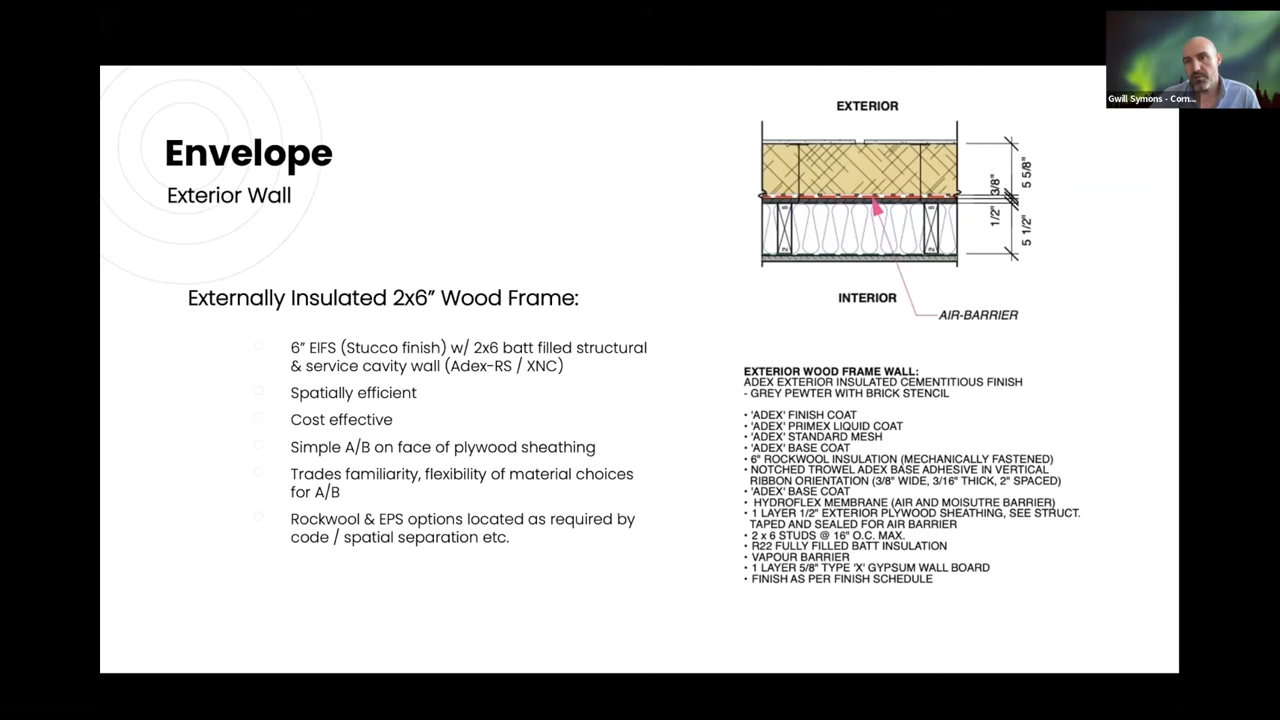 Gwill Symons - Com...
Envelope
Exterior Wall
Externally Insulated 2x6” Wood Frame:
6” EIFS (Stucco finish) w/ 2x6 batt filled structural
& service cavity wall (Adex-RS / XNC)
Spatially efficient
Cost effective
Simple A/B on face of plywood sheathing
Trades familiarity, flexibility of material choices
for A/B
Rockwool & EPS options located as required by
code / spatial separation etc.
EXTERIOR
5 5/8"
3/8"
1/2"
5 1/2"
INTERIOR
AIR-BARRIER
EXTERIOR WOOD FRAME WALL:
ADEX EXTERIOR INSULATED CEMENTITIOUS FINISH
- GREY PEWTER WITH BRICK STENCIL
• 'ADEX' FINISH COAT
• 'ADEX' PRIMEX LIQUID COAT
• 'ADEX' STANDARD MESH
• 'ADEX' BASE COAT
• 6" ROCKWOOL INSULATION (MECHANICALLY FASTENED)
• NOTCHED TROWEL ADEX BASE ADHESIVE IN VERTICAL
RIBBON ORIENTATION (3/8" WIDE, 3/16" THICK, 2" SPACED)
• 'ADEX' BASE COAT
• HYDROFLEX MEMBRANE (AIR AND MOISUTRE BARRIER)
• 1 LAYER 1/2" EXTERIOR PLYWOOD SHEATHING, SEE STRUCT.
TAPED AND SEALED FOR AIR BARRIER
• 2 x 6 STUDS @ 16" O.C. MAX.
• R22 FULLY FILLED BATT INSULATION
• VAPOUR BARRIER
• 1 LAYER 5/8" TYPE 'X' GYPSUM WALL BOARD
• FINISH AS PER FINISH SCHEDULE